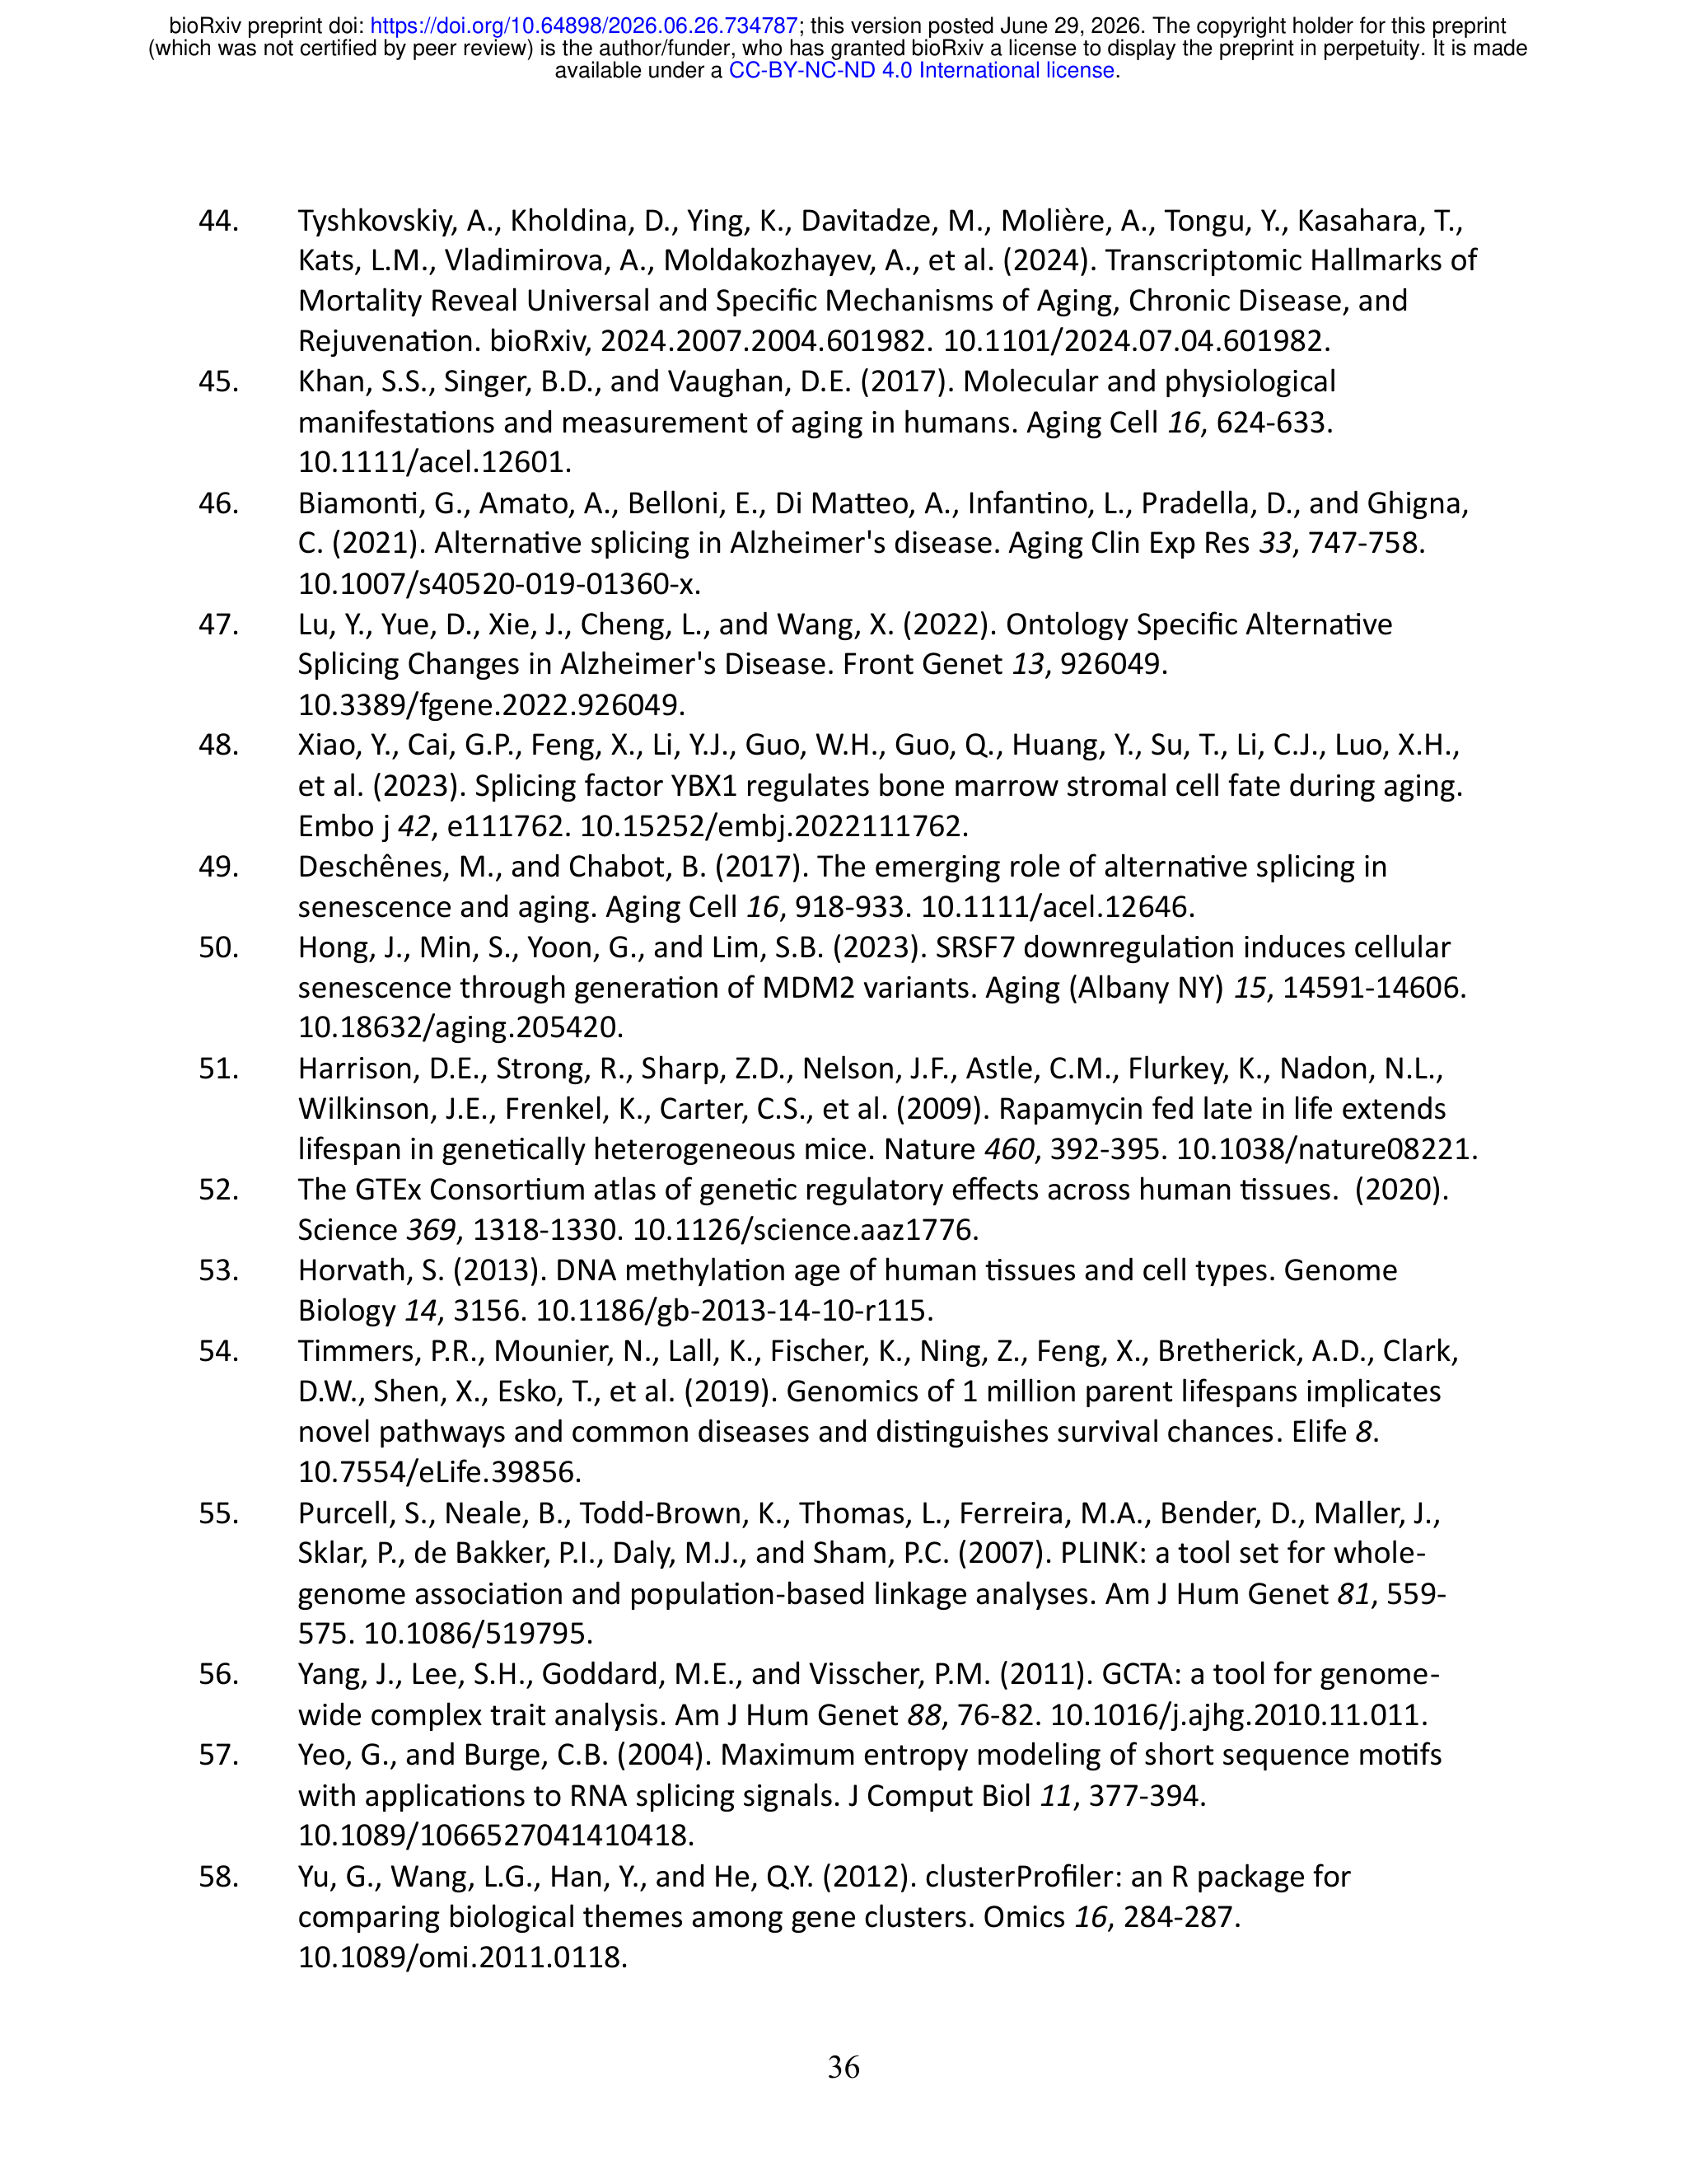 bioRxiv preprint doi: https://doi.org/10.64898/2026.06.26.734787; this version posted June 29, 2026. The copyright holder for this preprint
(which was not certified by peer review) is the author/funder, who has granted bioRxiv a license to display the preprint in perpetuity. It is made
available under a CC-BY-NC-ND 4.0 International license.
44. Tyshkovskiy, A., Kholdina, D., Ying, K., Davitadze, M., Molière, A., Tongu, Y., Kasahara, T.,
Kats, L.M., Vladimirova, A., Moldakozhayev, A., et al. (2024). Transcriptomic Hallmarks of
Mortality Reveal Universal and Specific Mechanisms of Aging, Chronic Disease, and
Rejuvenation. bioRxiv, 2024.2007.2004.601982. 10.1101/2024.07.04.601982.
45. Khan, S.S., Singer, B.D., and Vaughan, D.E. (2017). Molecular and physiological
manifestations and measurement of aging in humans. Aging Cell 16, 624-633.
10.1111/acel.12601.
46. Biamonti, G., Amato, A., Belloni, E., Di Matteo, A., Infantino, L., Pradella, D., and Ghigna,
C. (2021). Alternative splicing in Alzheimer's disease. Aging Clin Exp Res 33, 747-758.
10.1007/s40520-019-01360-x.
47. Lu, Y., Yue, D., Xie, J., Cheng, L., and Wang, X. (2022). Ontology Specific Alternative
Splicing Changes in Alzheimer's Disease. Front Genet 13, 926049.
10.3389/fgene.2022.926049.
48. Xiao, Y., Cai, G.P., Feng, X., Li, Y.J., Guo, W.H., Guo, Q., Huang, Y., Su, T., Li, C.J., Luo, X.H.,
et al. (2023). Splicing factor YBX1 regulates bone marrow stromal cell fate during aging.
Embo j 42, e111762. 10.15252/embj.2022111762.
49. Deschênes, M., and Chabot, B. (2017). The emerging role of alternative splicing in
senescence and aging. Aging Cell 16, 918-933. 10.1111/acel.12646.
50. Hong, J., Min, S., Yoon, G., and Lim, S.B. (2023). SRSF7 downregulation induces cellular
senescence through generation of MDM2 variants. Aging (Albany NY) 15, 14591-14606.
10.18632/aging.205420.
51. Harrison, D.E., Strong, R., Sharp, Z.D., Nelson, J.F., Astle, C.M., Flurkey, K., Nadon, N.L.,
Wilkinson, J.E., Frenkel, K., Carter, C.S., et al. (2009). Rapamycin fed late in life extends
lifespan in genetically heterogeneous mice. Nature 460, 392-395. 10.1038/nature08221.
52. The GTEx Consortium atlas of genetic regulatory effects across human tissues.  (2020).
Science 369, 1318-1330. 10.1126/science.aaz1776.
53. Horvath, S. (2013). DNA methylation age of human tissues and cell types. Genome
Biology 14, 3156. 10.1186/gb-2013-14-10-r115.
54. Timmers, P.R., Mounier, N., Lall, K., Fischer, K., Ning, Z., Feng, X., Bretherick, A.D., Clark,
D.W., Shen, X., Esko, T., et al. (2019). Genomics of 1 million parent lifespans implicates
novel pathways and common diseases and distinguishes survival chances. Elife 8.
10.7554/eLife.39856.
55. Purcell, S., Neale, B., Todd-Brown, K., Thomas, L., Ferreira, M.A., Bender, D., Maller, J.,
Sklar, P., de Bakker, P.I., Daly, M.J., and Sham, P.C. (2007). PLINK: a tool set for whole-
genome association and population-based linkage analyses. Am J Hum Genet 81, 559-
575. 10.1086/519795.
56. Yang, J., Lee, S.H., Goddard, M.E., and Visscher, P.M. (2011). GCTA: a tool for genome-
wide complex trait analysis. Am J Hum Genet 88, 76-82. 10.1016/j.ajhg.2010.11.011.
57. Yeo, G., and Burge, C.B. (2004). Maximum entropy modeling of short sequence motifs
with applications to RNA splicing signals. J Comput Biol 11, 377-394.
10.1089/1066527041410418.
58. Yu, G., Wang, L.G., Han, Y., and He, Q.Y. (2012). clusterProfiler: an R package for
comparing biological themes among gene clusters. Omics 16, 284-287.
10.1089/omi.2011.0118.
36